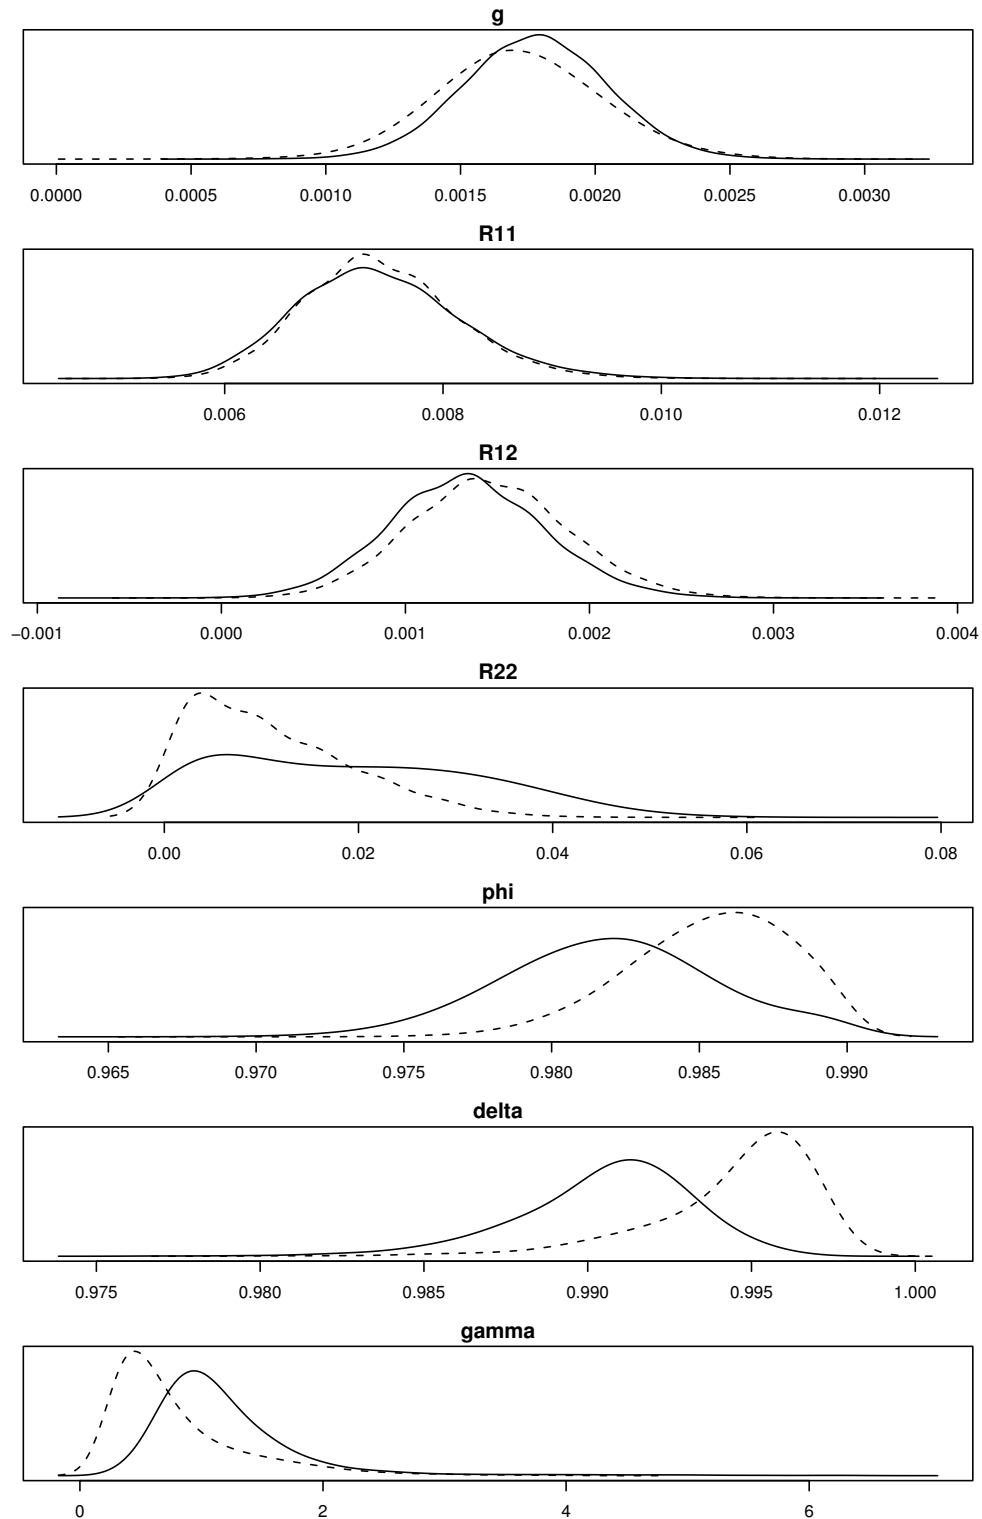 g
0.0000 0.0005 0.0010 0.0015 0.0020 0.0025 0.0030
R11
0.006 0.008 0.010 0.012
R12
−0.001 0.000 0.001 0.002 0.003 0.004
R22
0.00 0.02 0.04 0.06 0.08
phi
0.965 0.970 0.975 0.980 0.985 0.990
delta
0.975 0.980 0.985 0.990 0.995 1.000
gamma
0 2 4 6